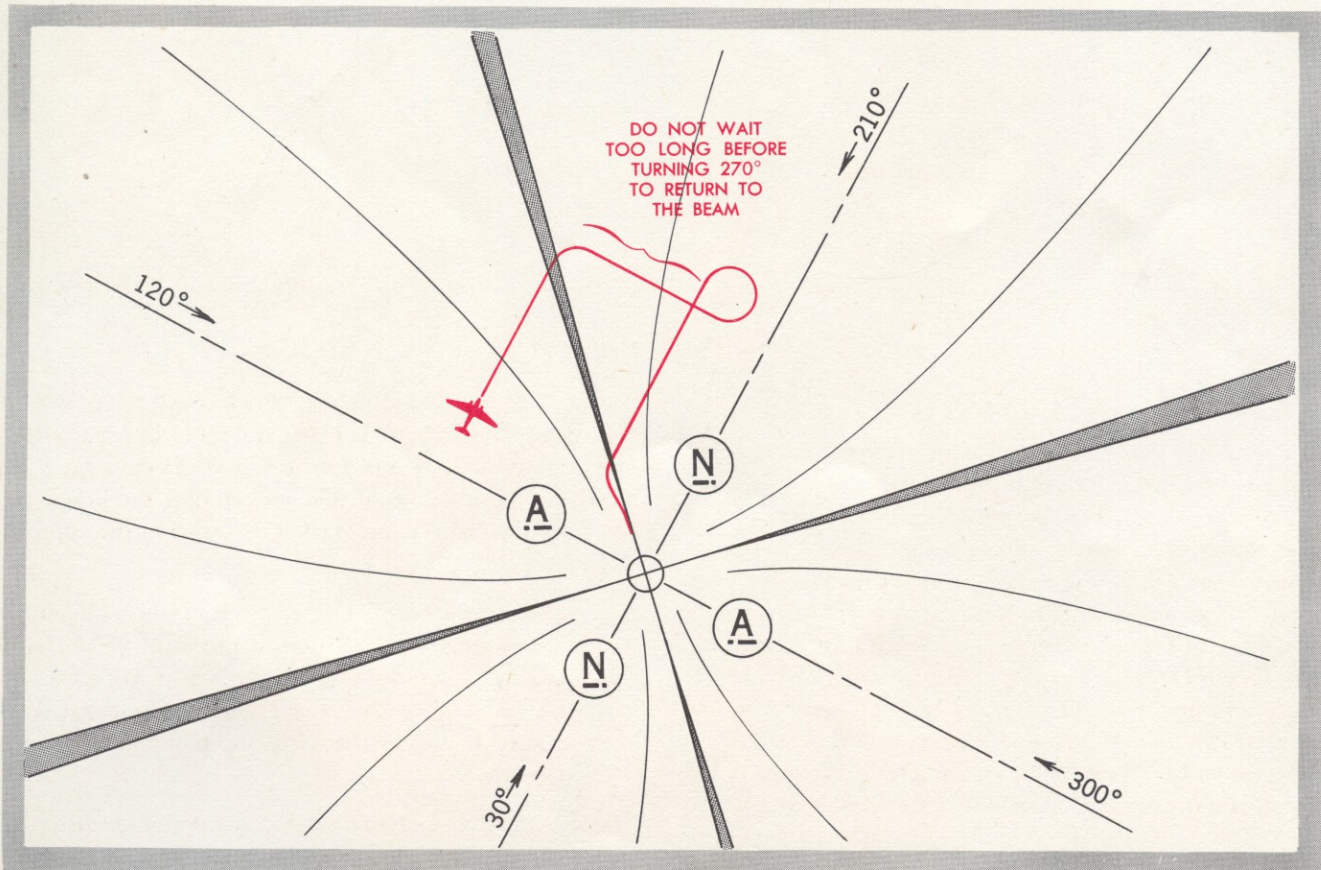 DO NOT WAIT
TOO LONG BEFORE
TURNING 270°
TO RETURN TO
THE BEAM
210°
120°
N
A
A
N
300°
30°